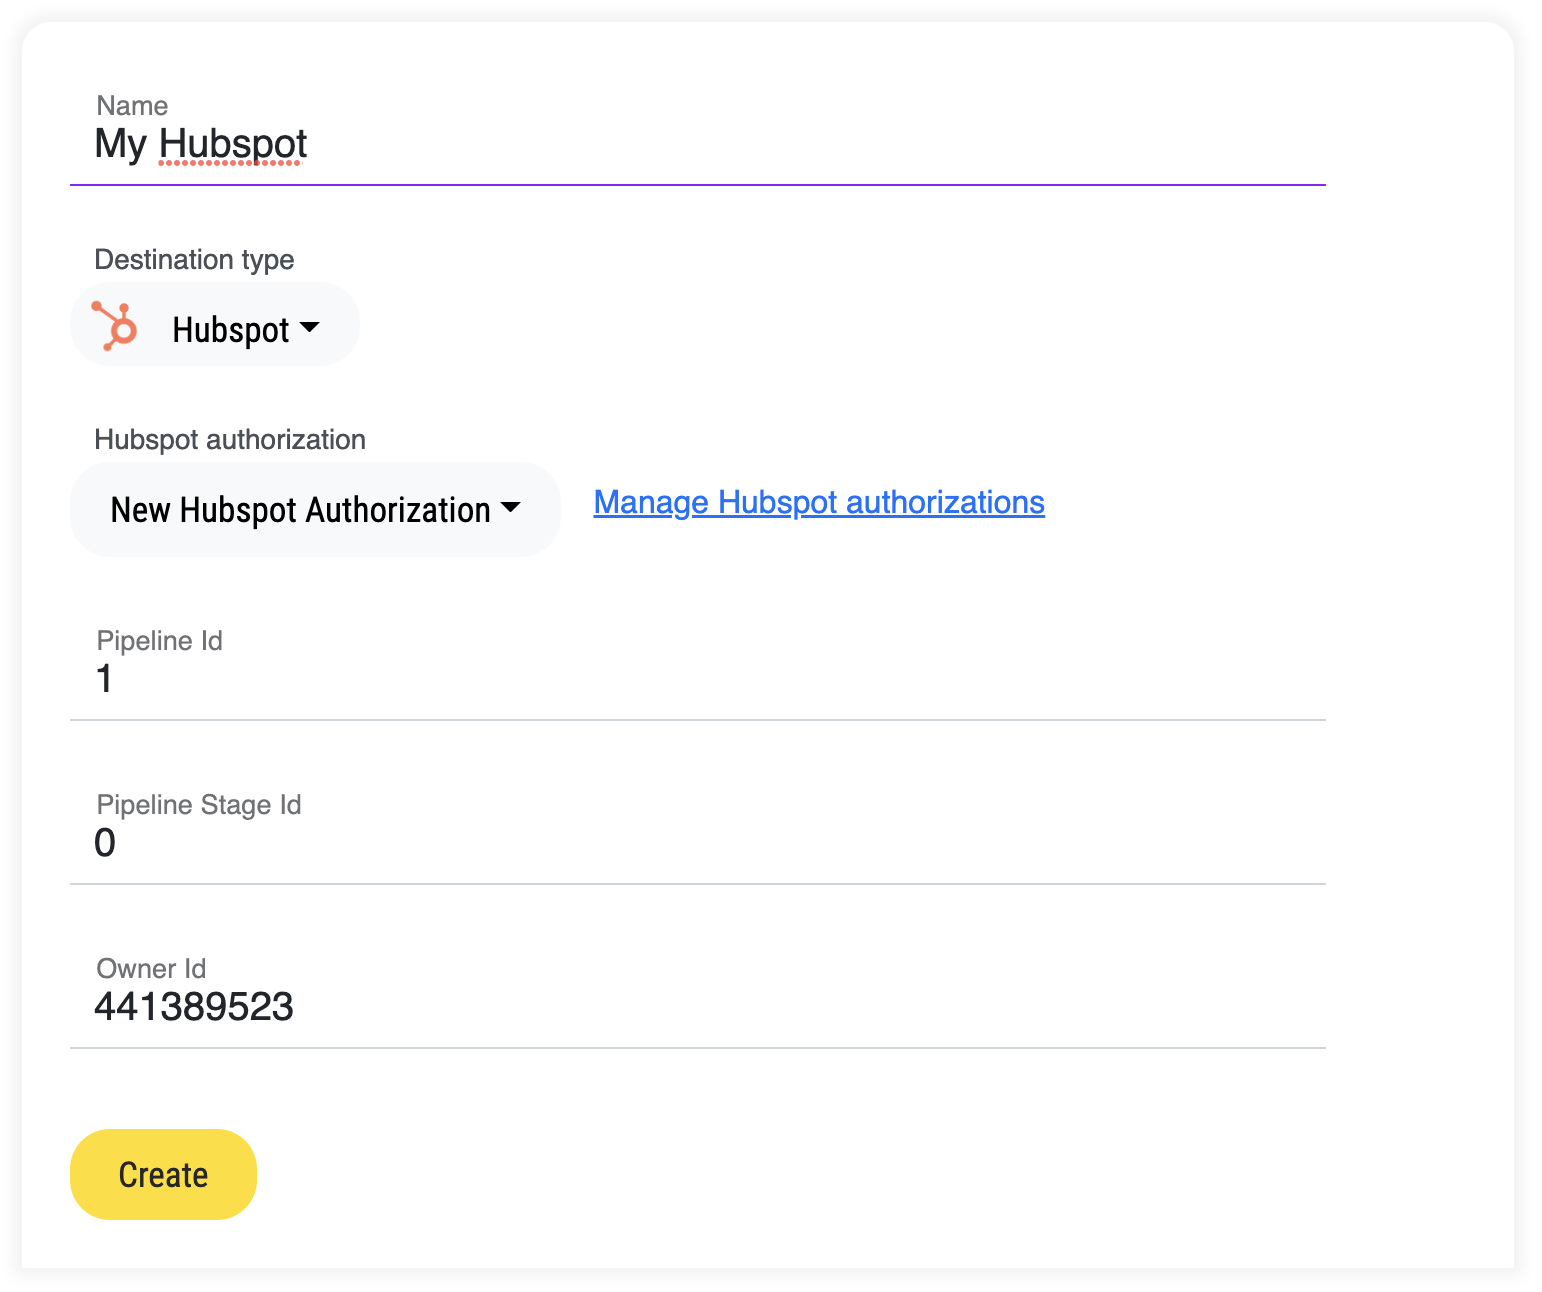 Name
My Hubspot
Destination type
Hubspot
Hubspot authorization
New Hubspot Authorization
Manage Hubspot authorizations
Pipeline Id
1
Pipeline Stage Id
0
Owner Id
441389523
Create